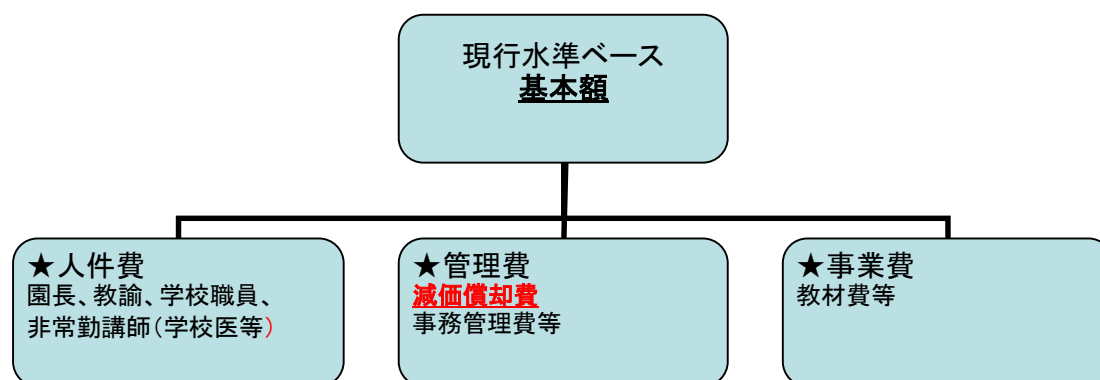 現行水準ベース
基本額
★人件費
園長、教諭、学校職員、
非常勤講師(学校医等)
★管理費
減価償却費
事務管理費等
★事業費
教材費等